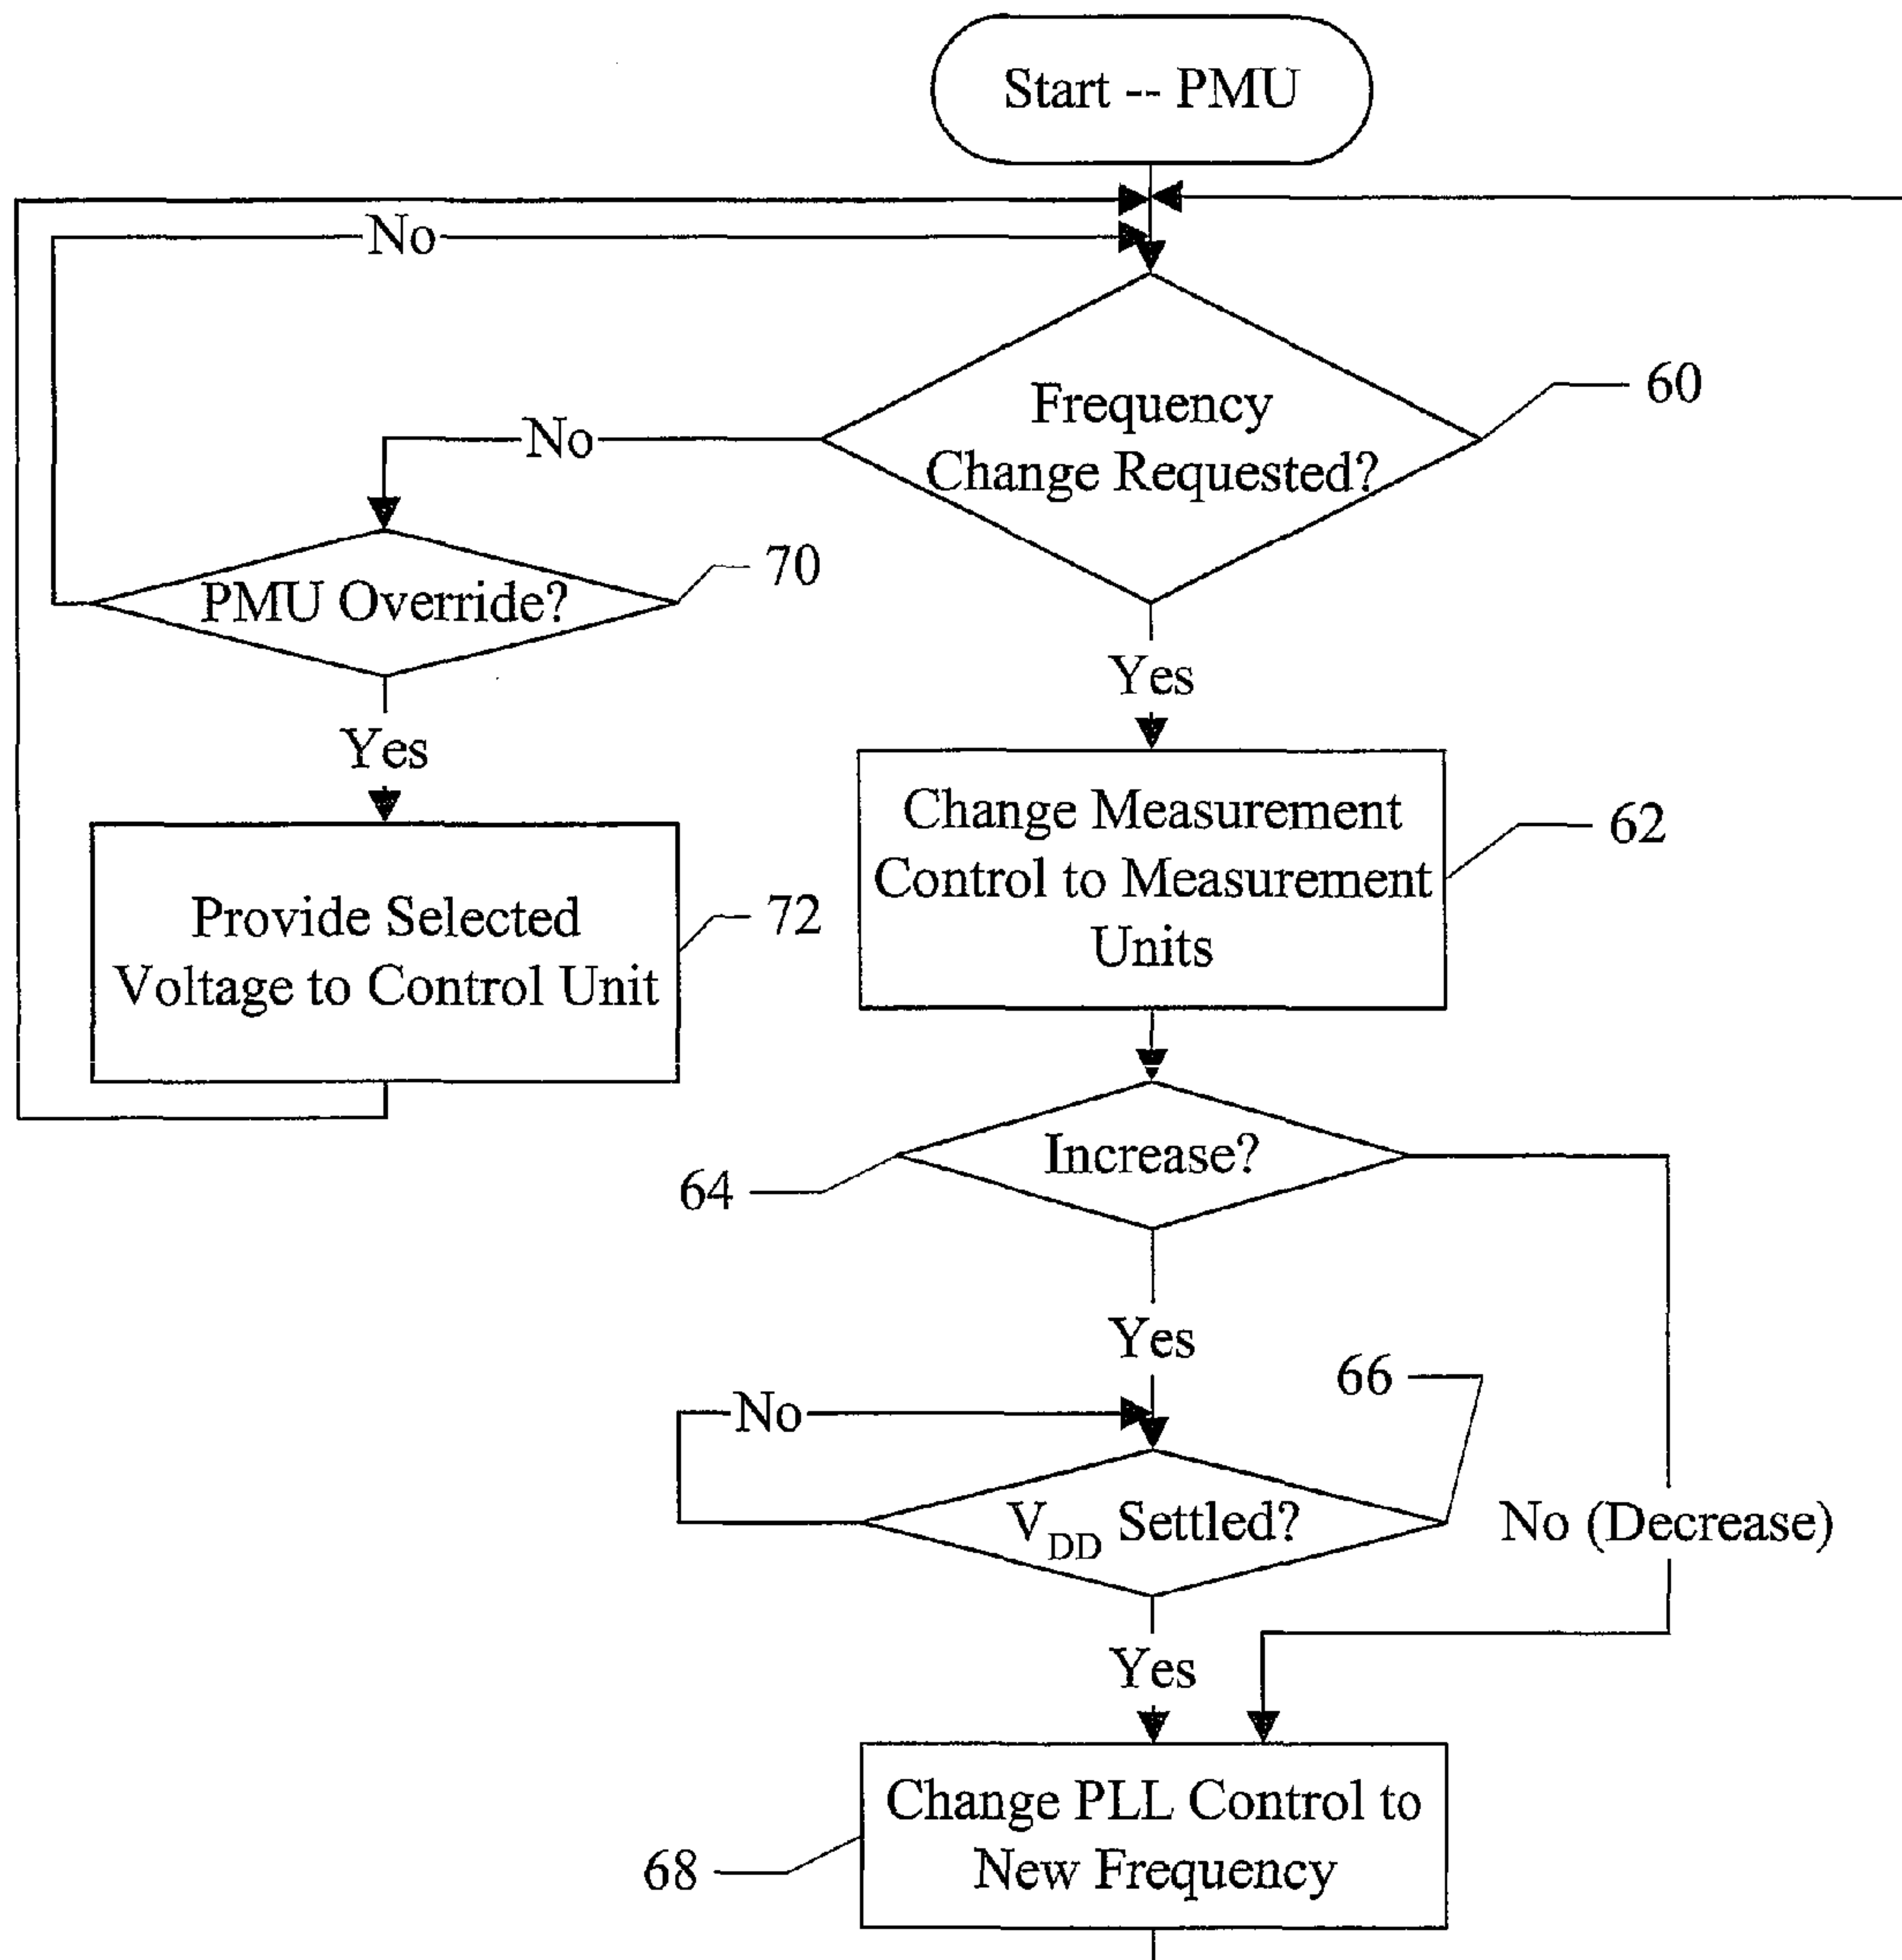 Start -- PMU
No
Frequency
Change Requested?
60
No
PMU Override?
70
Yes
Yes
Provide Selected
Voltage to Control Unit
72
Change Measurement
Control to Measurement
Units
62
Increase?
64
Yes
No
66
V_DD Settled?
No (Decrease)
Yes
Change PLL Control to
New Frequency
68